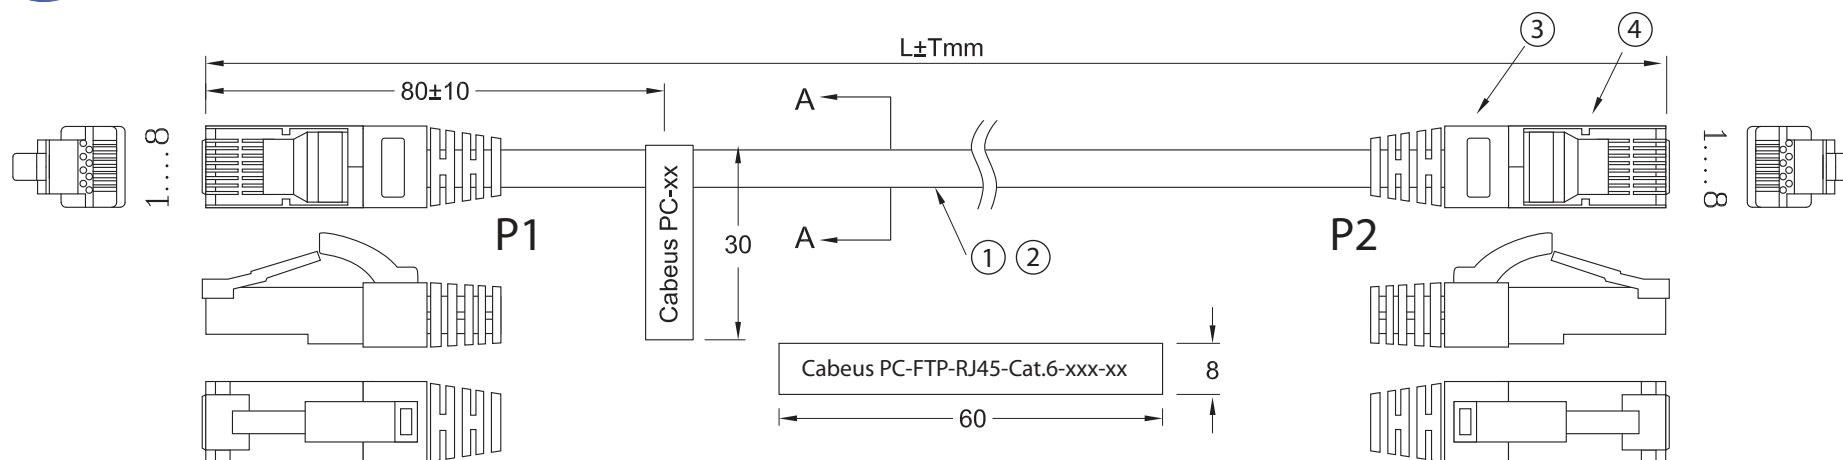 L±Tmm
3
4
80±10
A
1....8
1....8
P1
Cabeus PC-xx
30
A
1
2
P2
Cabeus PC-FTP-RJ45-Cat.6-xxx-xx
8
60